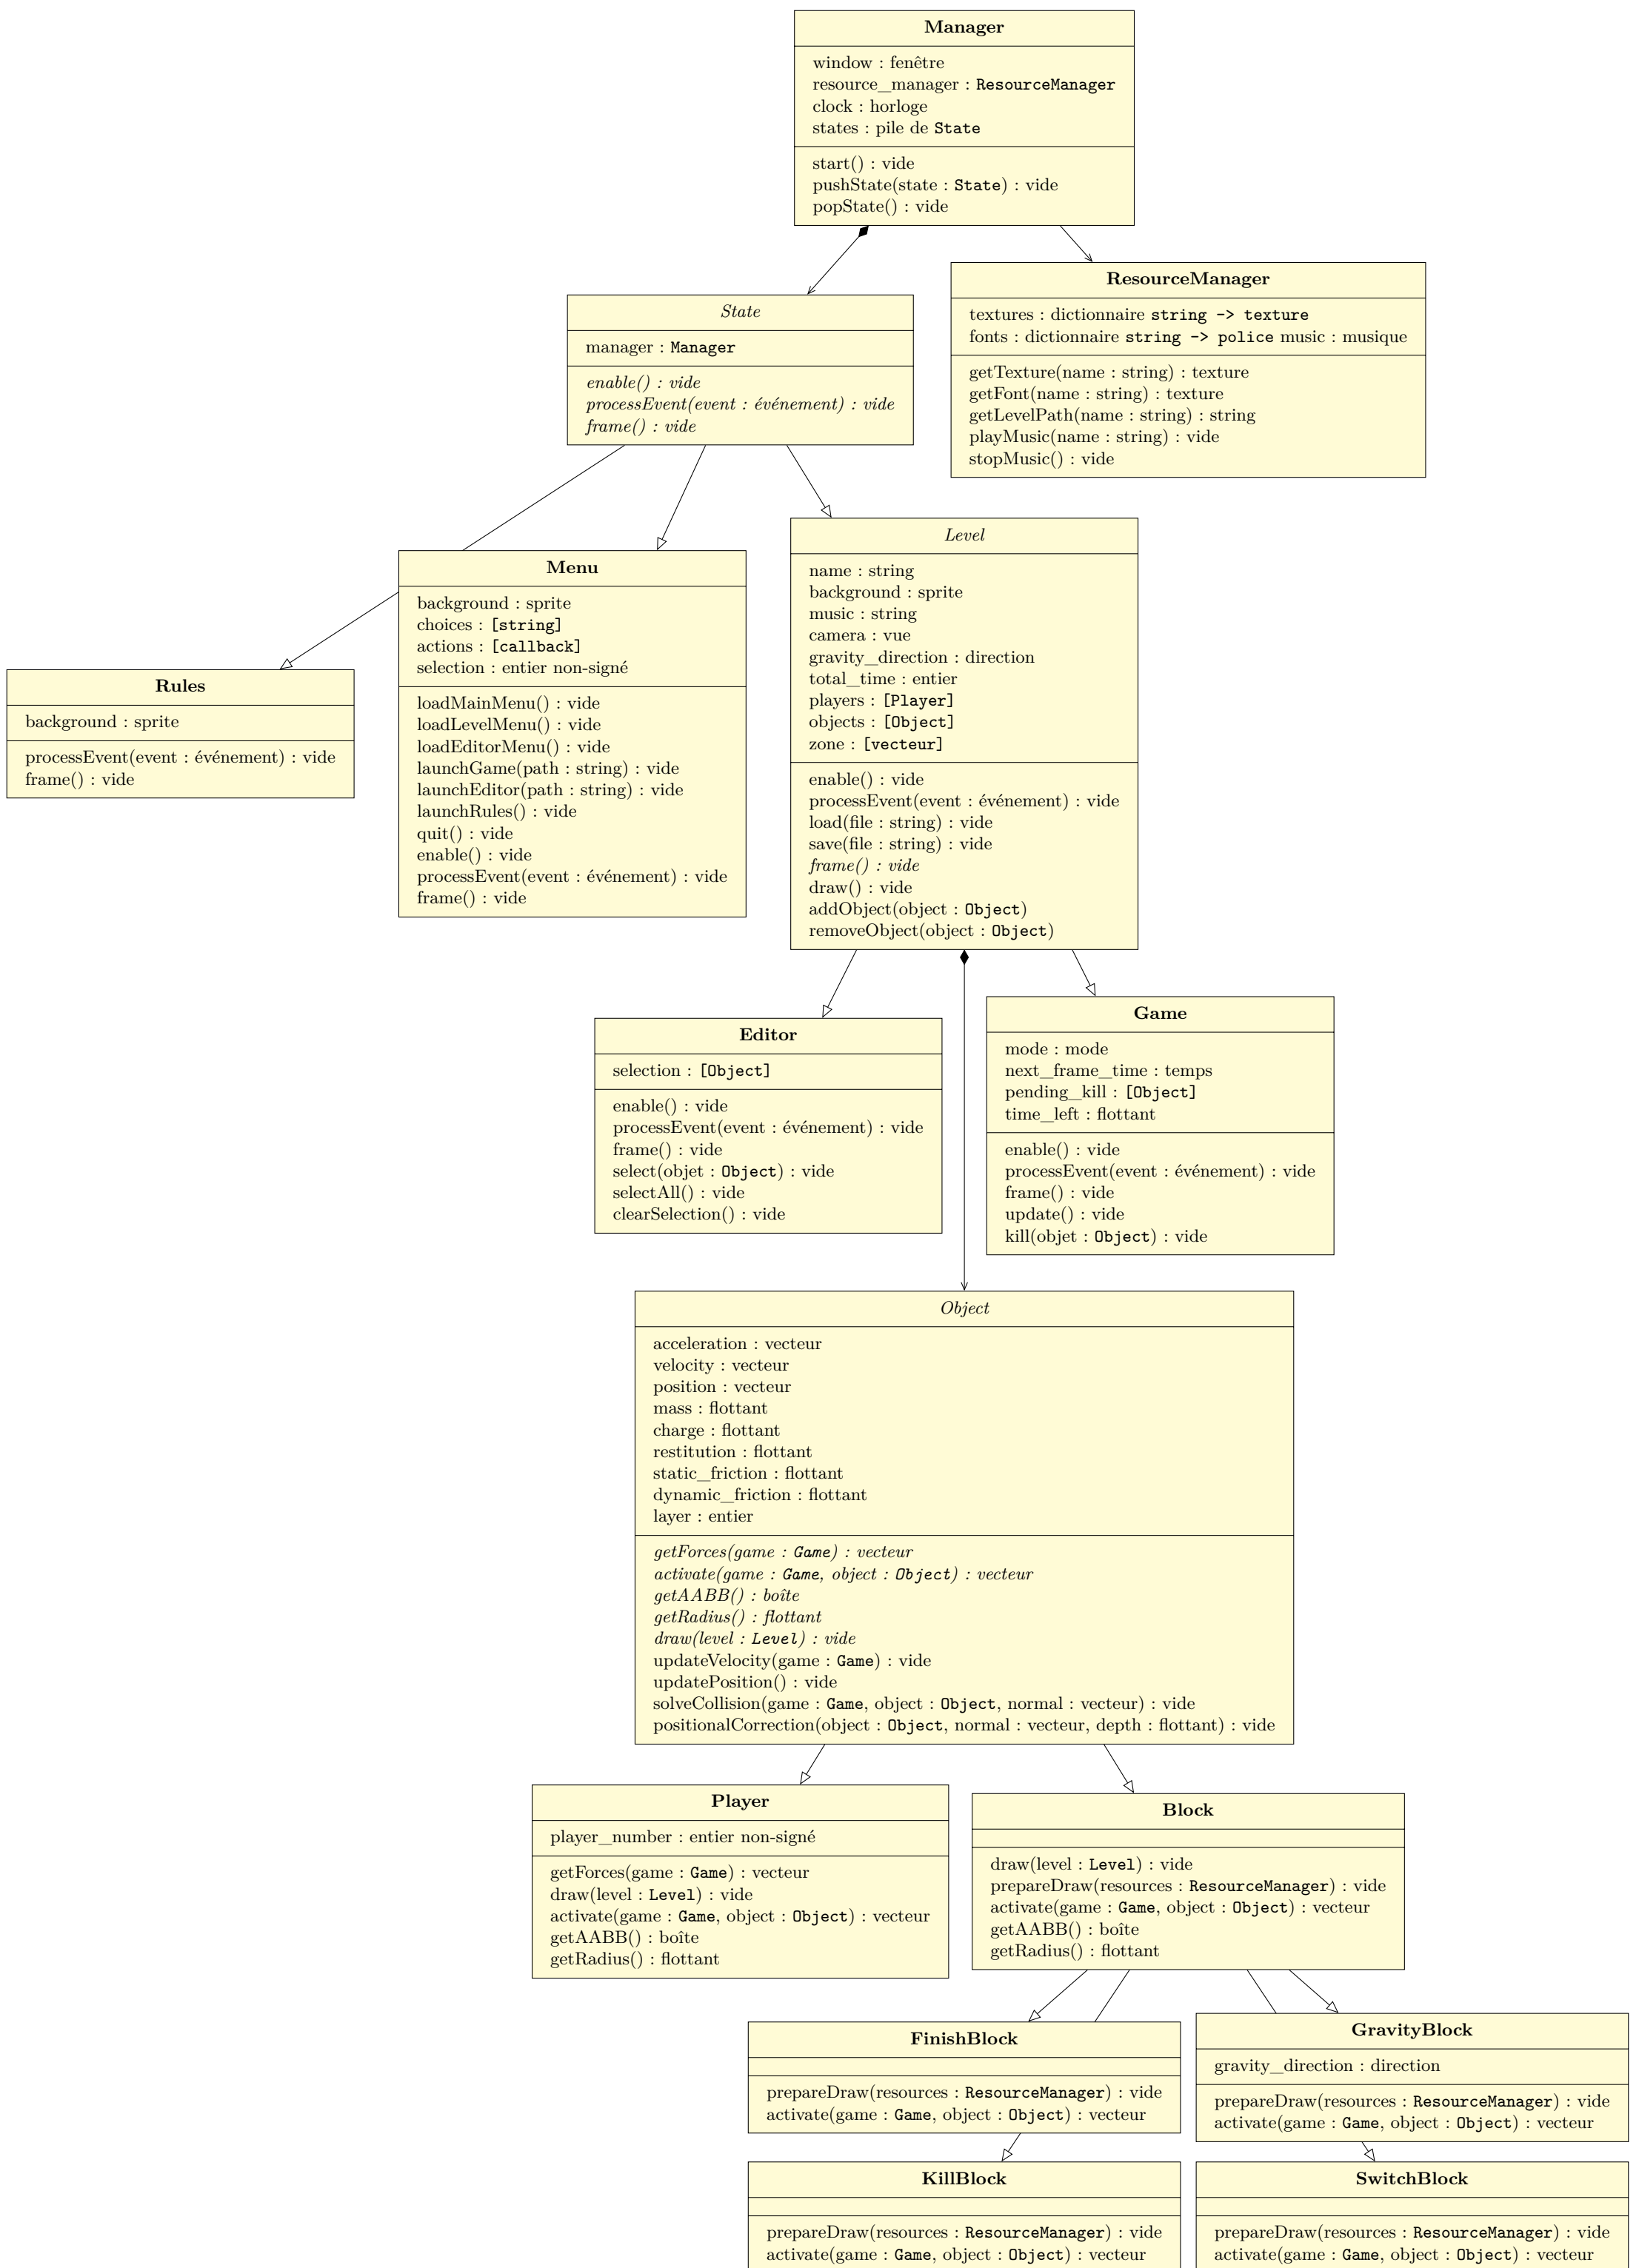 Manager
window : fenêtre
resource_manager : ResourceManager
clock : horloge
states : pile de State
start() : vide
pushState(state : State) : vide
popState() : vide
ResourceManager
textures : dictionnaire string -> texture
fonts : dictionnaire string -> police music : musique
getTexture(name : string) : texture
getFont(name : string) : texture
getLevelPath(name : string) : string
playMusic(name : string) : vide
stopMusic() : vide
State
manager : Manager
enable() : vide
processEvent(event : événement) : vide
frame() : vide
Rules
background : sprite
processEvent(event : événement) : vide
frame() : vide
Menu
background : sprite
choices : [string]
actions : [callback]
selection : entier non-signé
loadMainMenu() : vide
loadLevelMenu() : vide
loadEditorMenu() : vide
launchGame(path : string) : vide
launchEditor(path : string) : vide
launchRules() : vide
quit() : vide
enable() : vide
processEvent(event : événement) : vide
frame() : vide
Level
name : string
background : sprite
music : string
camera : vue
gravity_direction : direction
total_time : entier
players : [Player]
objects : [Object]
zone : [vecteur]
enable() : vide
processEvent(event : événement) : vide
load(file : string) : vide
save(file : string) : vide
frame() : vide
draw() : vide
addObject(object : Object)
removeObject(object : Object)
Editor
selection : [Object]
enable() : vide
processEvent(event : événement) : vide
frame() : vide
select(objet : Object) : vide
selectAll() : vide
clearSelection() : vide
Game
mode : mode
next_frame_time : temps
pending_kill : [Object]
time_left : flottant
enable() : vide
processEvent(event : événement) : vide
frame() : vide
update() : vide
kill(objet : Object) : vide
Object
acceleration : vecteur
velocity : vecteur
position : vecteur
mass : flottant
charge : flottant
restitution : flottant
static_friction : flottant
dynamic_friction : flottant
layer : entier
getForces(game : Game) : vecteur
activate(game : Game, object : Object) : vecteur
getAABB() : boîte
getRadius() : flottant
draw(level : Level) : vide
updateVelocity(game : Game) : vide
updatePosition() : vide
solveCollision(game : Game, object : Object, normal : vecteur) : vide
positionalCorrection(object : Object, normal : vecteur, depth : flottant) : vide
Player
player_number : entier non-signé
getForces(game : Game) : vecteur
draw(level : Level) : vide
activate(game : Game, object : Object) : vecteur
getAABB() : boîte
getRadius() : flottant
Block
draw(level : Level) : vide
prepareDraw(resources : ResourceManager) : vide
activate(game : Game, object : Object) : vecteur
getAABB() : boîte
getRadius() : flottant
FinishBlock
prepareDraw(resources : ResourceManager) : vide
activate(game : Game, object : Object) : vecteur
GravityBlock
gravity_direction : direction
prepareDraw(resources : ResourceManager) : vide
activate(game : Game, object : Object) : vecteur
KillBlock
prepareDraw(resources : ResourceManager) : vide
activate(game : Game, object : Object) : vecteur
SwitchBlock
prepareDraw(resources : ResourceManager) : vide
activate(game : Game, object : Object) : vecteur